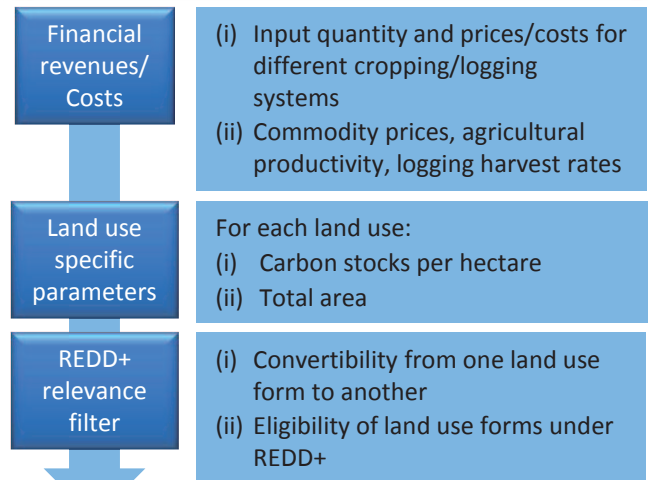 Financial
revenues/
Costs
(i) Input quantity and prices/costs for
different cropping/logging
systems
(ii) Commodity prices, agricultural
productivity, logging harvest rates
Land use
specific
parameters
For each land use:
(i) Carbon stocks per hectare
(ii) Total area
REDD+
relevance
filter
(i) Convertibility from one land use
form to another
(ii) Eligibility of land use forms under
REDD+